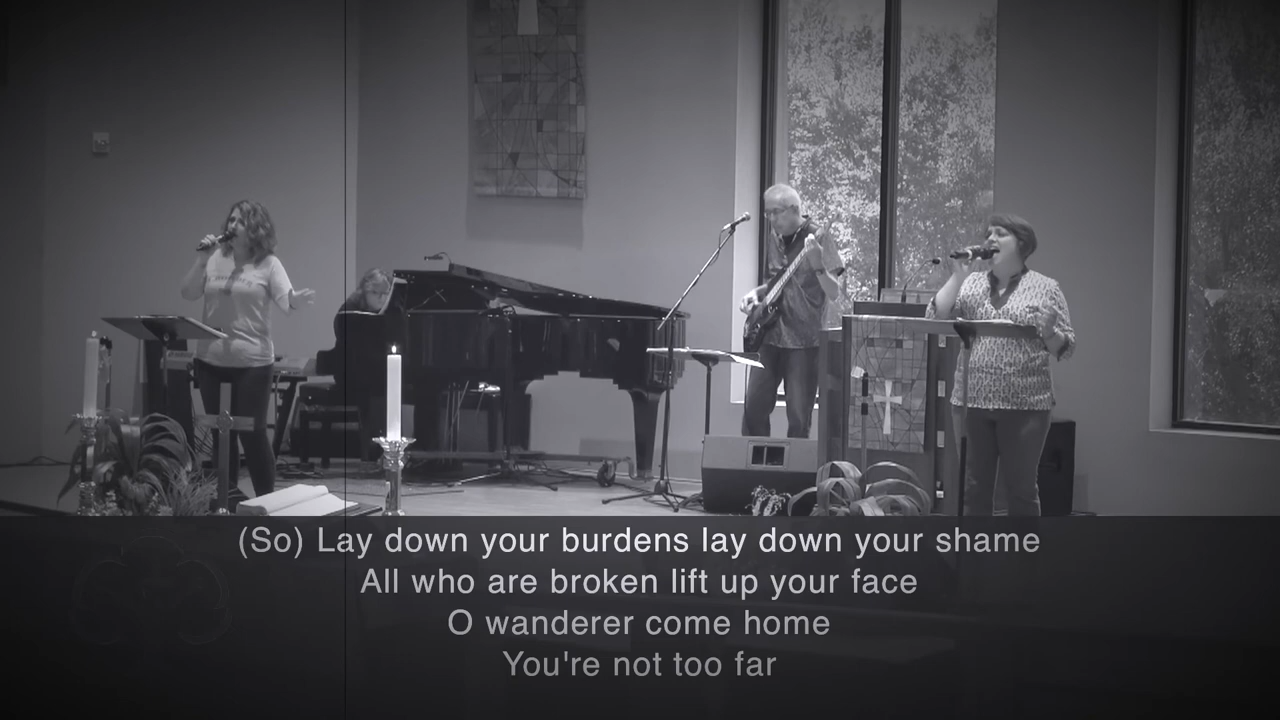 (So) Lay down your burdens lay down your shame
All who are broken lift up your face
O wanderer come home
You're not too far